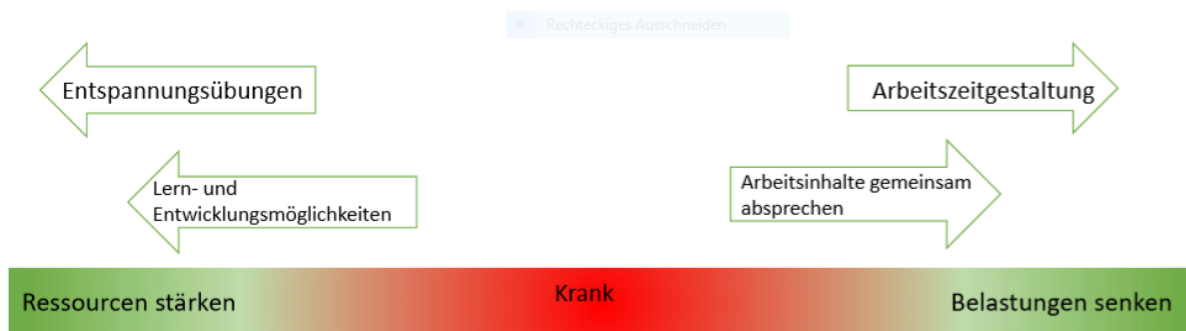 Rechteckiges Ausschneiden
Entspannungsübungen
Arbeitszeitgestaltung
Lern- und
Entwicklungsmöglichkeiten
Arbeitsinhalte gemeinsam
absprechen
Ressourcen stärken
Krank
Belastungen senken